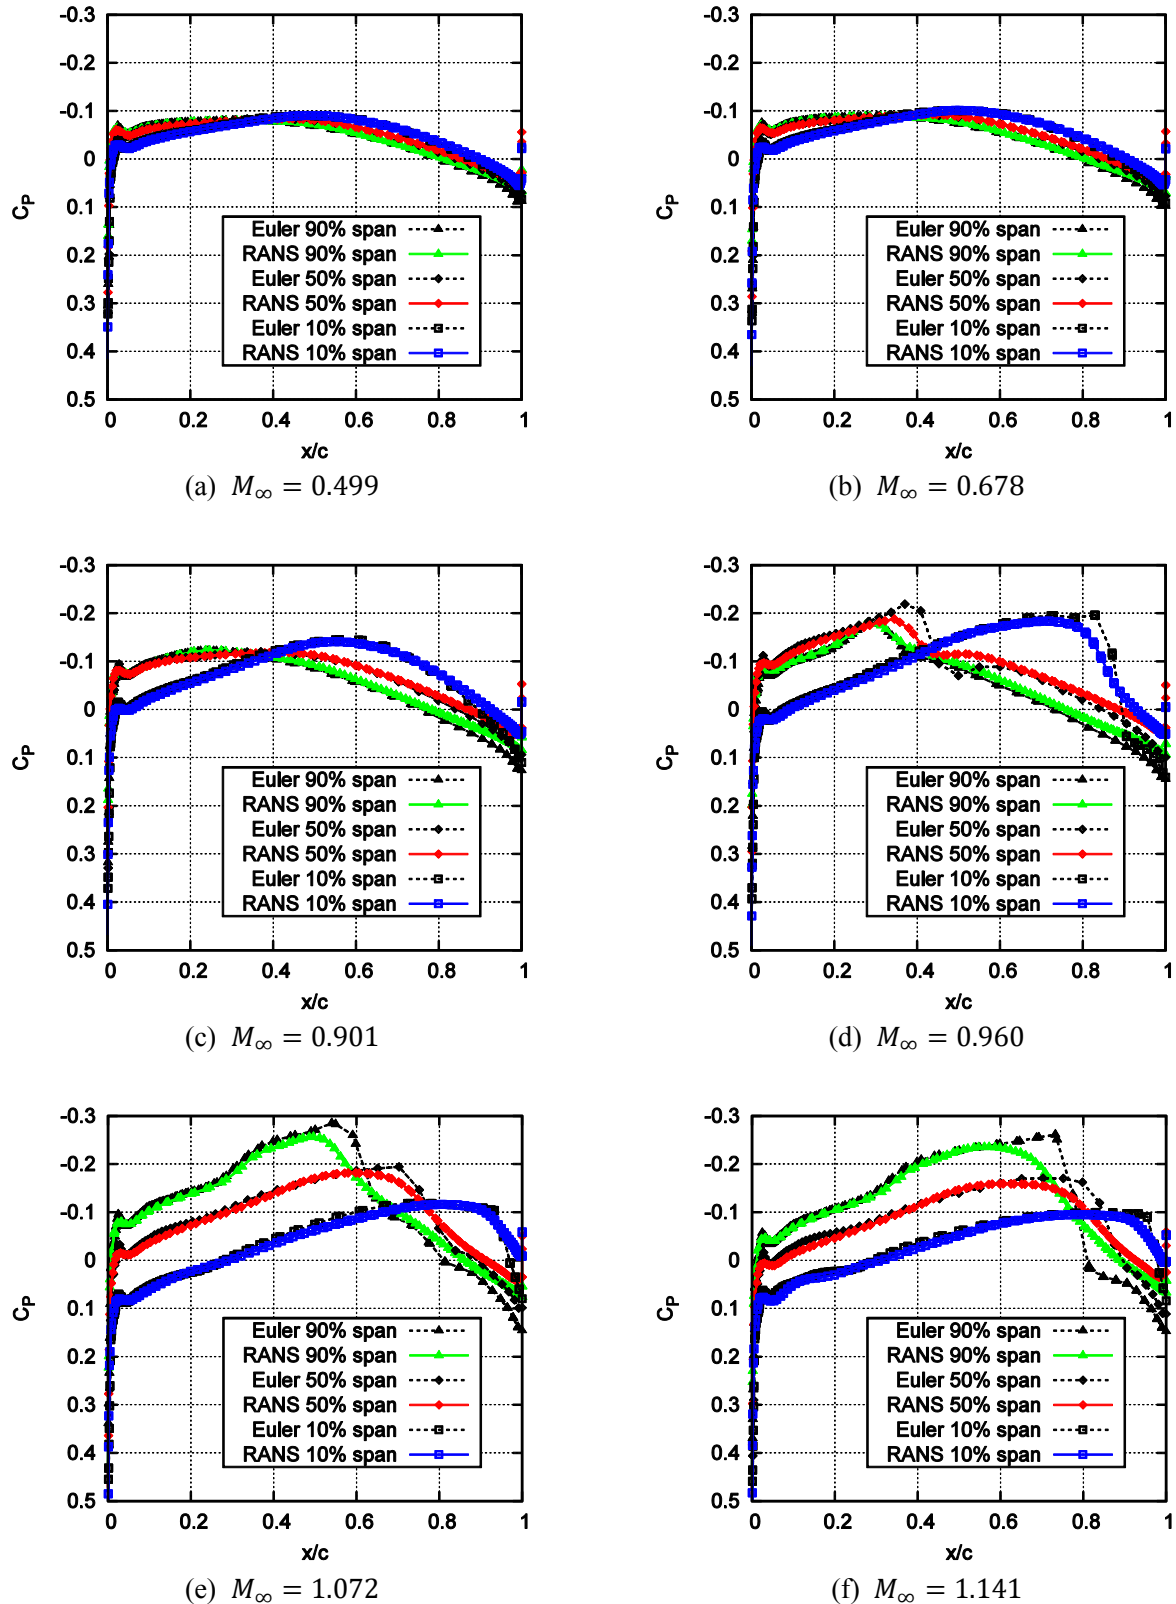 -0.3
-0.2
-0.1
0
0.1
0.2
0.3
0.4
0.5
C_P
Euler 90% span
RANS 90% span
Euler 50% span
RANS 50% span
Euler 10% span
RANS 10% span
0 0.2 0.4 0.6 0.8 1
x/c
(a) M∞ = 0.499
-0.3
-0.2
-0.1
0
0.1
0.2
0.3
0.4
0.5
C_P
Euler 90% span
RANS 90% span
Euler 50% span
RANS 50% span
Euler 10% span
RANS 10% span
0 0.2 0.4 0.6 0.8 1
x/c
(b) M∞ = 0.678
-0.3
-0.2
-0.1
0
0.1
0.2
0.3
0.4
0.5
C_P
Euler 90% span
RANS 90% span
Euler 50% span
RANS 50% span
Euler 10% span
RANS 10% span
0 0.2 0.4 0.6 0.8 1
x/c
(c) M∞ = 0.901
-0.3
-0.2
-0.1
0
0.1
0.2
0.3
0.4
0.5
C_P
Euler 90% span
RANS 90% span
Euler 50% span
RANS 50% span
Euler 10% span
RANS 10% span
0 0.2 0.4 0.6 0.8 1
x/c
(d) M∞ = 0.960
-0.3
-0.2
-0.1
0
0.1
0.2
0.3
0.4
0.5
C_P
Euler 90% span
RANS 90% span
Euler 50% span
RANS 50% span
Euler 10% span
RANS 10% span
0 0.2 0.4 0.6 0.8 1
x/c
(e) M∞ = 1.072
-0.3
-0.2
-0.1
0
0.1
0.2
0.3
0.4
0.5
C_P
Euler 90% span
RANS 90% span
Euler 50% span
RANS 50% span
Euler 10% span
RANS 10% span
0 0.2 0.4 0.6 0.8 1
x/c
(f) M∞ = 1.141